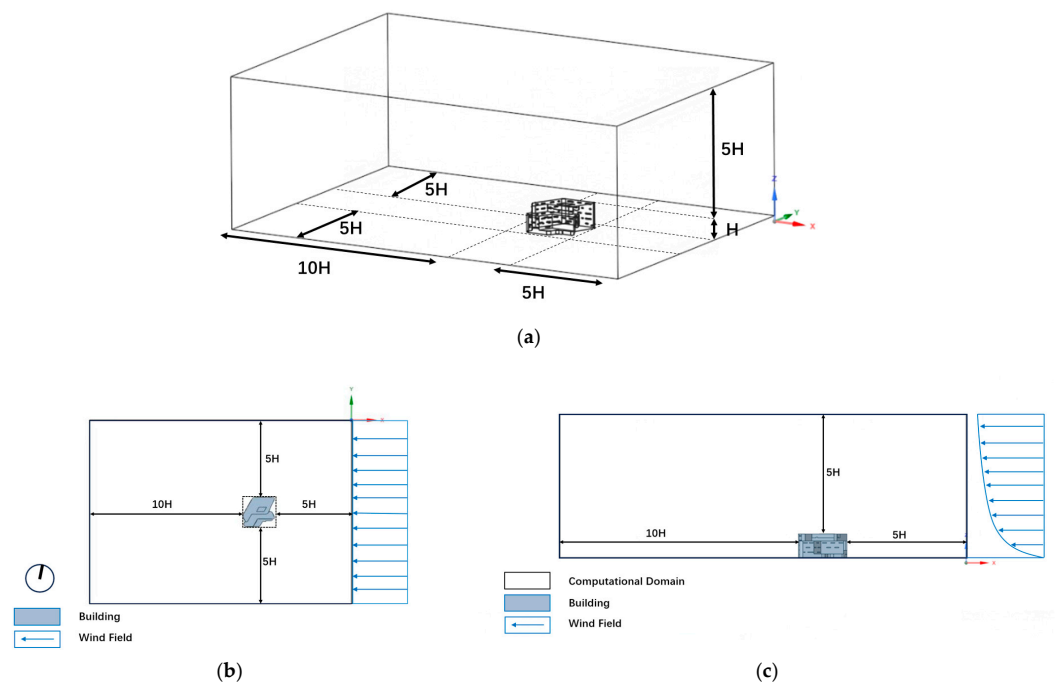 5H
Z
5H
Y
5H
H
X
10H
5H
(a)
Y
X
5H
10H
5H
5H
Building
Wind Field
(b)
5H
10H
5H
X
Computational Domain
Building
Wind Field
(c)